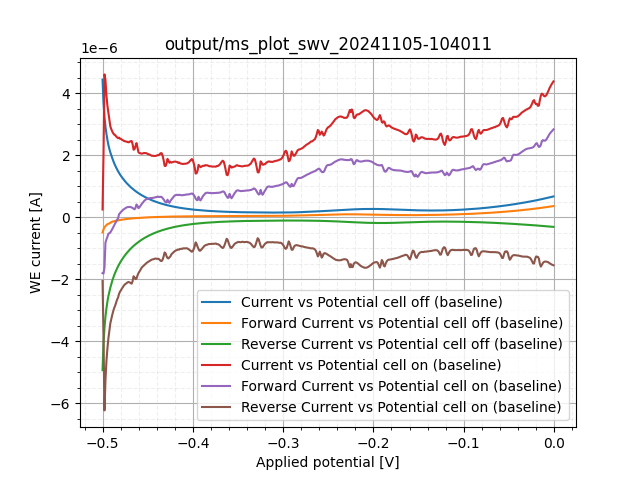 output/ms_plot_swv_20241105-104011
1e−6
4
2
0
−2
−4
−6
WE current [A]
Current vs Potential cell off (baseline)
Forward Current vs Potential cell off (baseline)
Reverse Current vs Potential cell off (baseline)
Current vs Potential cell on (baseline)
Forward Current vs Potential cell on (baseline)
Reverse Current vs Potential cell on (baseline)
−0.5 −0.4 −0.3 −0.2 −0.1 0.0
Applied potential [V]